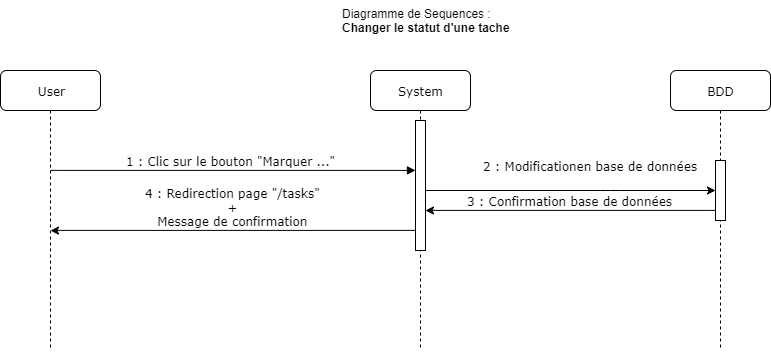 Diagramme de Sequences :
Changer le statut d'une tache
User
System
BDD
1 : Clic sur le bouton "Marquer ..."
2 : Modificationen base de données
3 : Confirmation base de données
4 : Redirection page "/tasks"
+
Message de confirmation